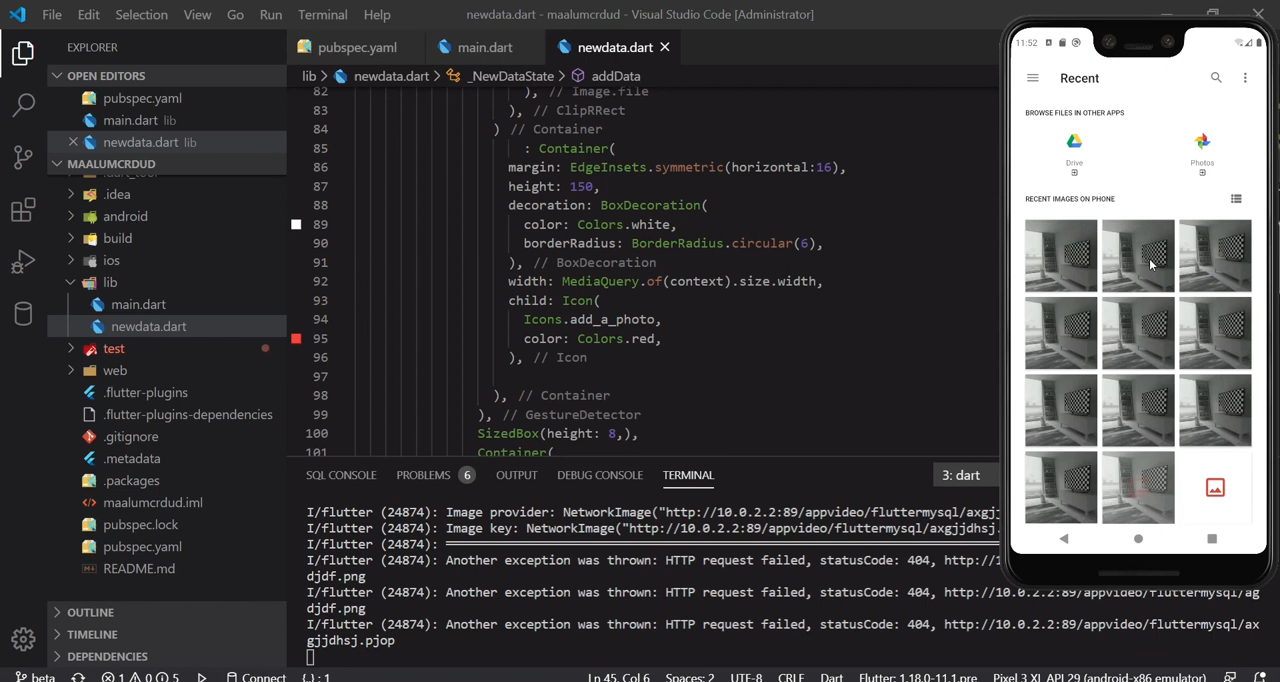 File Edit Selection View Go Run Terminal Help
newdata.dart - maalumcrdud - Visual Studio Code [Administrator]
EXPLORER
OPEN EDITORS
pubspec.yaml
main.dart lib
newdata.dart lib
MAALUMCRDUD
.dart_tool
.idea
android
build
ios
lib
main.dart
newdata.dart
test
web
.flutter-plugins
.flutter-plugins-dependencies
.gitignore
.metadata
.packages
maalumcrdud.iml
pubspec.lock
pubspec.yaml
README.md
OUTLINE
TIMELINE
DEPENDENCIES
pubspec.yaml main.dart newdata.dart
lib > newdata.dart > _NewDataState > addData
82 ), // Image.file
83 ), // ClipRRect
84 ) // Container
85 : Container(
86 margin: EdgeInsets.symmetric(horizontal:16),
87 height: 150,
88 decoration: BoxDecoration(
89 color: Colors.white,
90 borderRadius: BorderRadius.circular(6),
91 ), // BoxDecoration
92 width: MediaQuery.of(context).size.width,
93 child: Icon(
94 Icons.add_a_photo,
95 color: Colors.red,
96 ), // Icon
97
98 ), // Container
99 ), // GestureDetector
100 SizedBox(height: 8,),
101 Container(
SQL CONSOLE PROBLEMS 6 OUTPUT DEBUG CONSOLE TERMINAL 3: dart
I/flutter (24874): Image provider: NetworkImage("http://10.0.2.2:89/appvideo/fluttermysql/axgjj
I/flutter (24874): Image key: NetworkImage("http://10.0.2.2:89/appvideo/fluttermysql/axgjjdhsj.
I/flutter (24874): ════════════════════════════════════════
I/flutter (24874): Another exception was thrown: HTTP request failed, statusCode: 404, http://10
djdf.png
I/flutter (24874): Another exception was thrown: HTTP request failed, statusCode: 404, http://10.0.2.2:89/appvideo/fluttermysql/ag
djdf.png
I/flutter (24874): Another exception was thrown: HTTP request failed, statusCode: 404, http://10.0.2.2:89/appvideo/fluttermysql/ax
gjjdhsj.pjop
11:52
Recent
BROWSE FILES IN OTHER APPS
Drive Photos
RECENT IMAGES ON PHONE
beta 1 0 5 Connect {..} : 1 Ln 45, Col 6 Spaces: 2 UTF-8 CRLF Dart Flutter: 1.18.0-11.1.pre Pixel 3 XL API 29 (android-x86 emulator)